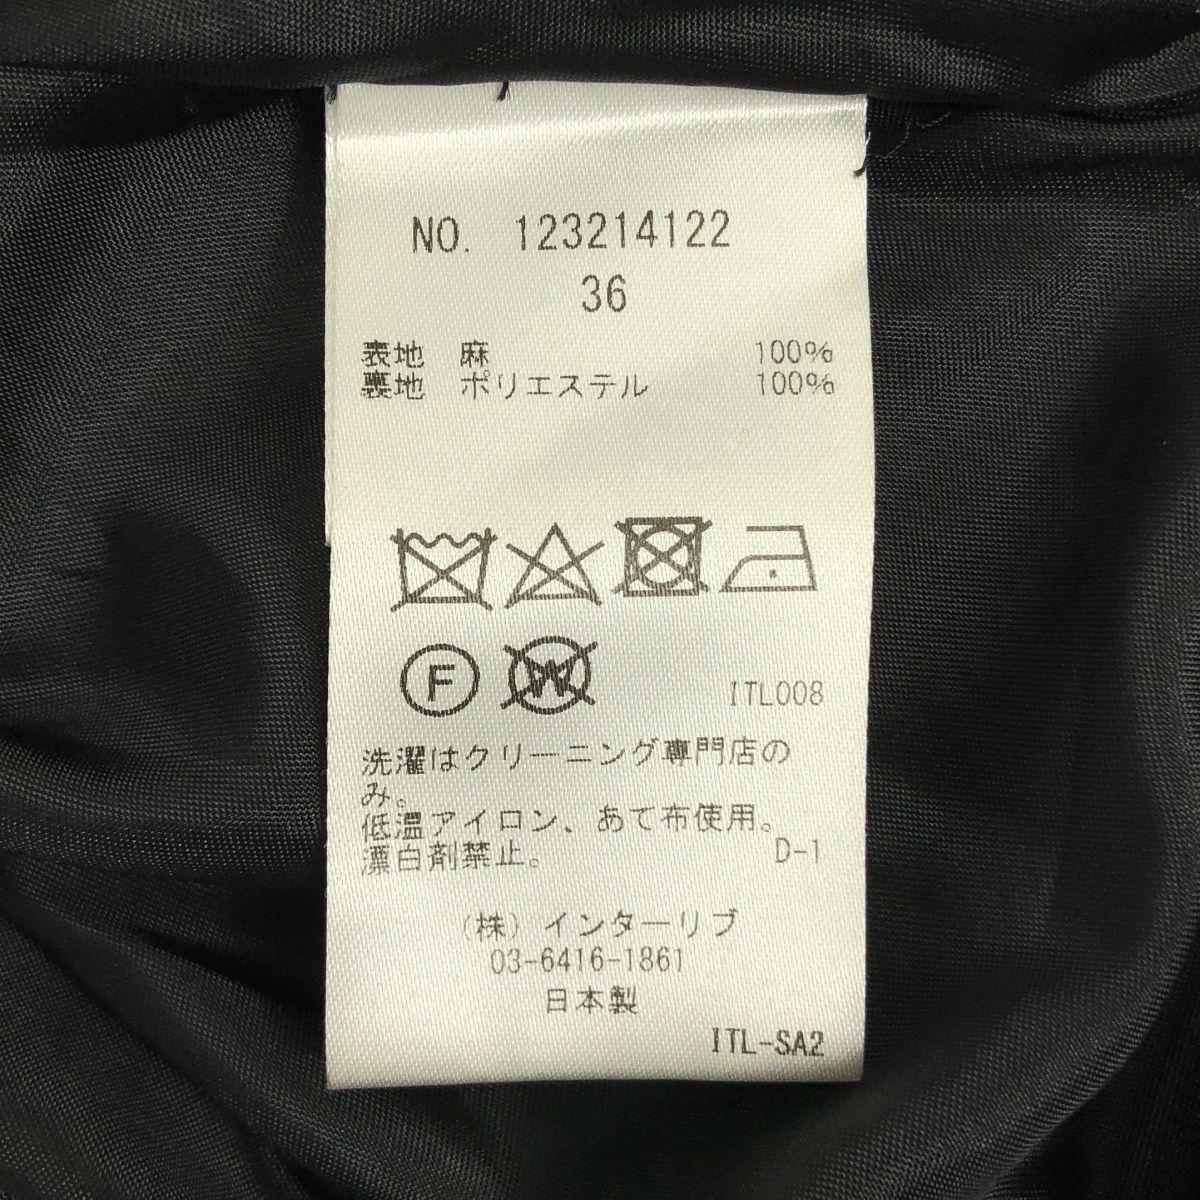 NO. 123214122
36
表地 麻 100%
裏地 ポリエステル 100%
F W
ITL008
洗濯はクリーニング専門店の
み。
低温アイロン、あて布使用。
漂白剤禁止。 D-1
(株)インターリブ
03-6416-1861
日本製
ITL-SA2